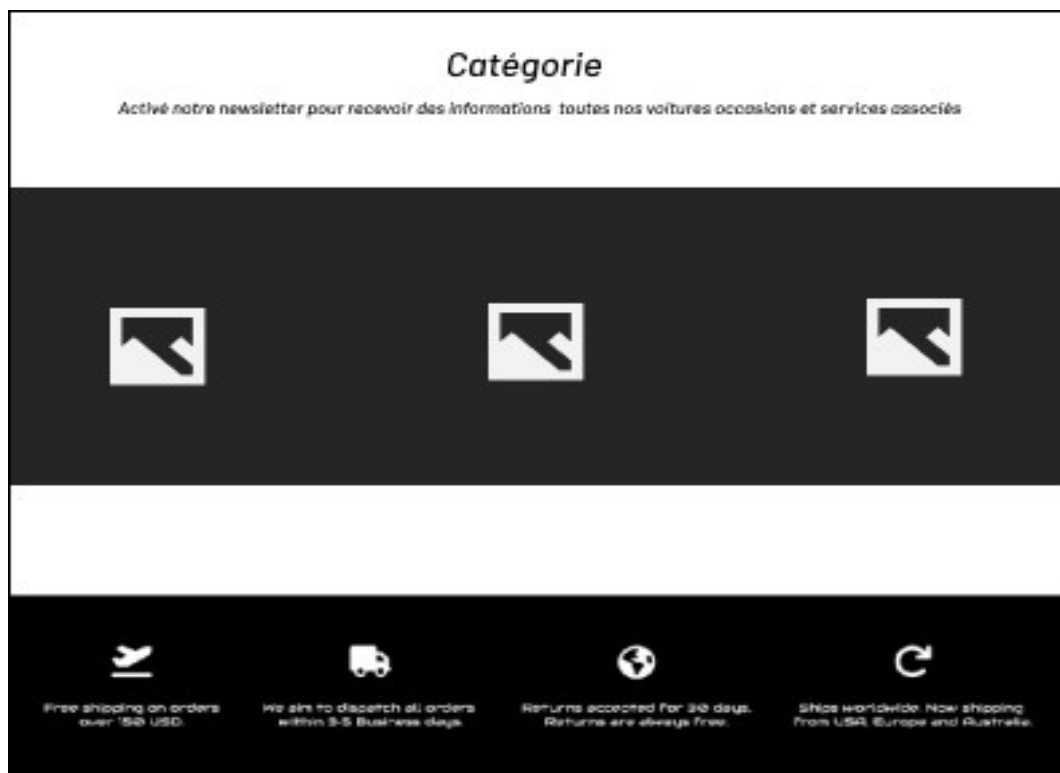 Catégorie
Activé notre newsletter pour recevoir des informations toutes nos voitures occasions et services associés
Free shipping on orders
over 150 USD.
We aim to dispatch all orders
within 3-5 Business days.
Returns accepted for 30 days.
Returns are always free.
Ships worldwide. Now shipping
from USA, Europe and Australia.